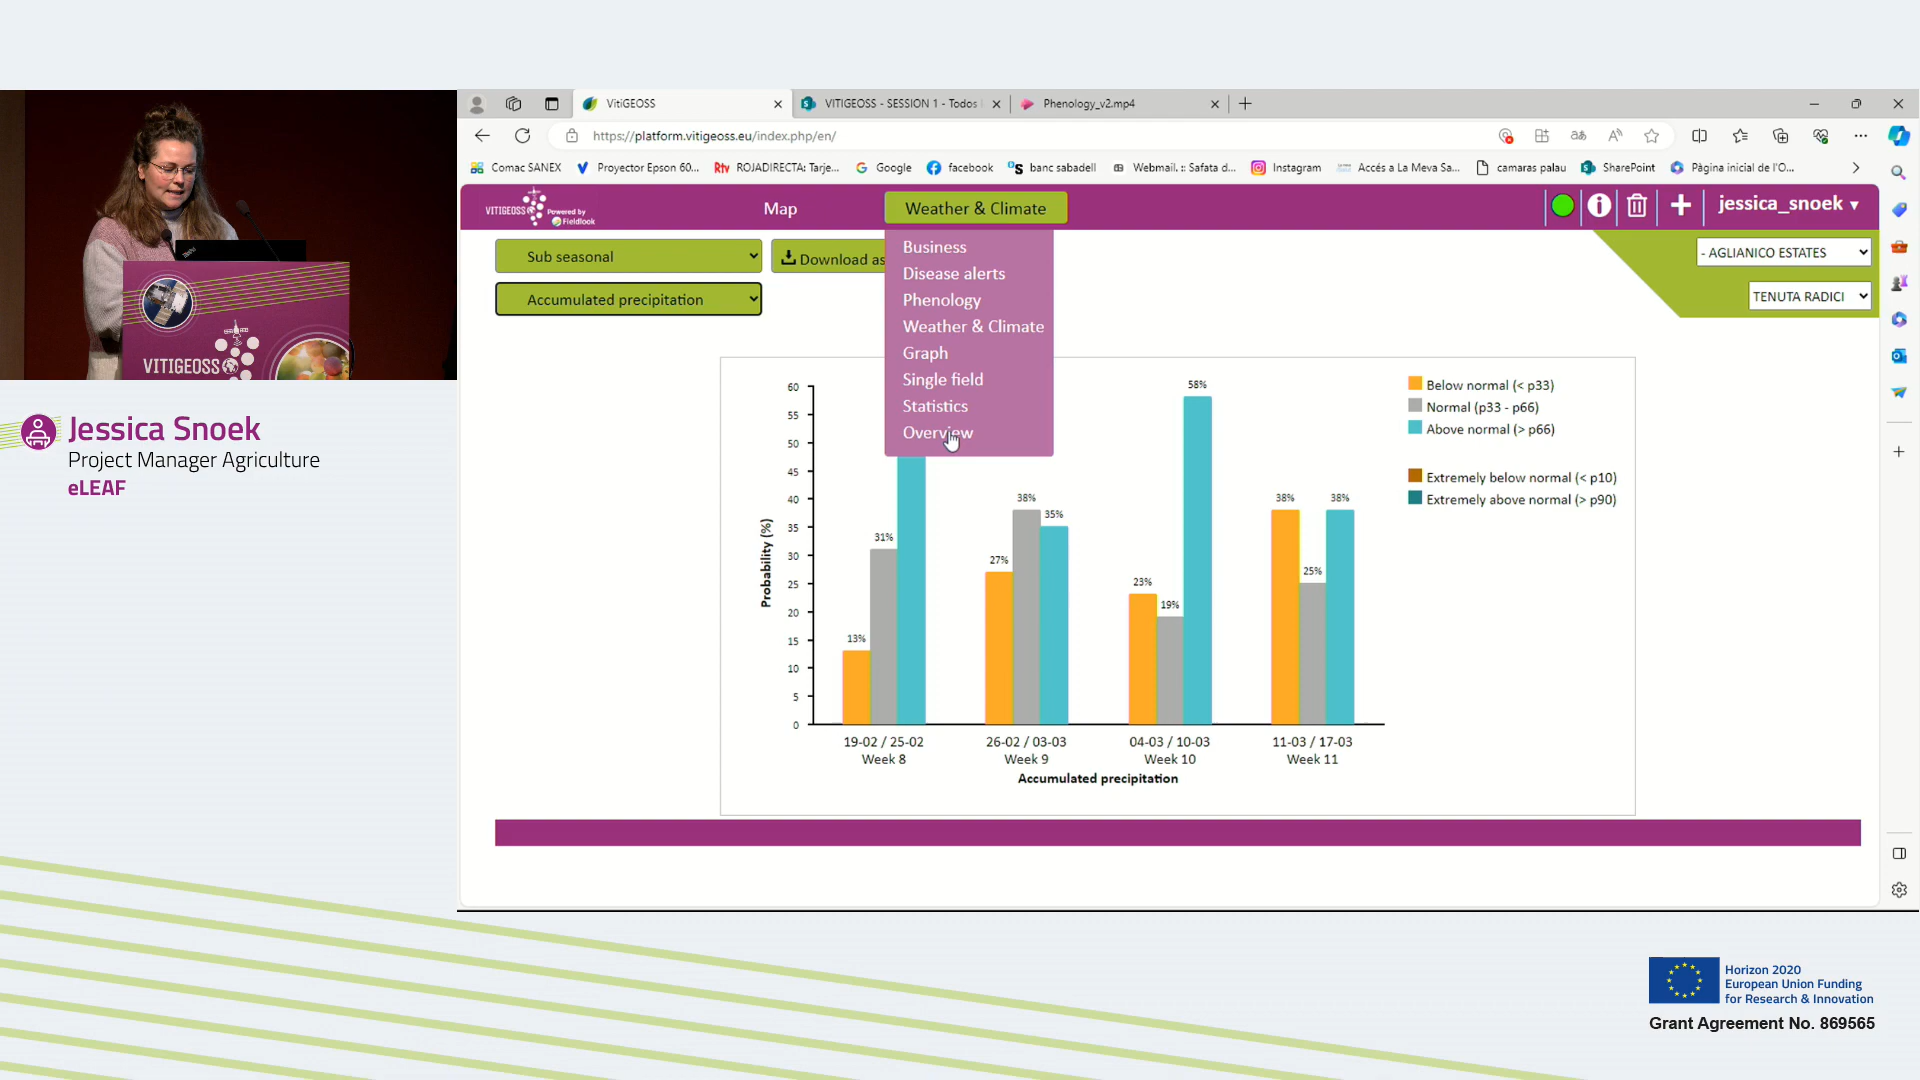 VitiGEOSS
VITIGEOSS - SESSION 1 - Todos
Phenology_v2.mp4
https://platform.vitigeoss.eu/index.php/en/
Comac SANEX
Proyector Epson 60...
ROJADIRECTA: Tarje...
Google
facebook
banc sabadell
Webmail. :: Safata d...
Instagram
Accés a La Meva Sa...
camaras palau
SharePoint
Pàgina inicial de l'O...
VITIGEOSS
Powered by
Fieldlook
Map
Weather & Climate
jessica_snoek
Business
Disease alerts
Phenology
Weather & Climate
Graph
Single field
Statistics
Overview
Sub seasonal
Download as
Accumulated precipitation
- AGLIANICO ESTATES
TENUTA RADICI
VITIGEOSS
Jessica Snoek
Project Manager Agriculture
eLEAF
Probability (%)
60
55
50
45
40
35
30
25
20
15
10
5
0
13%
31%
27%
38%
35%
23%
19%
58%
38%
25%
38%
19-02 / 25-02
Week 8
26-02 / 03-03
Week 9
04-03 / 10-03
Week 10
11-03 / 17-03
Week 11
Accumulated precipitation
Below normal (< p33)
Normal (p33 - p66)
Above normal (> p66)
Extremely below normal (< p10)
Extremely above normal (> p90)
Horizon 2020
European Union Funding
for Research & Innovation
Grant Agreement No. 869565